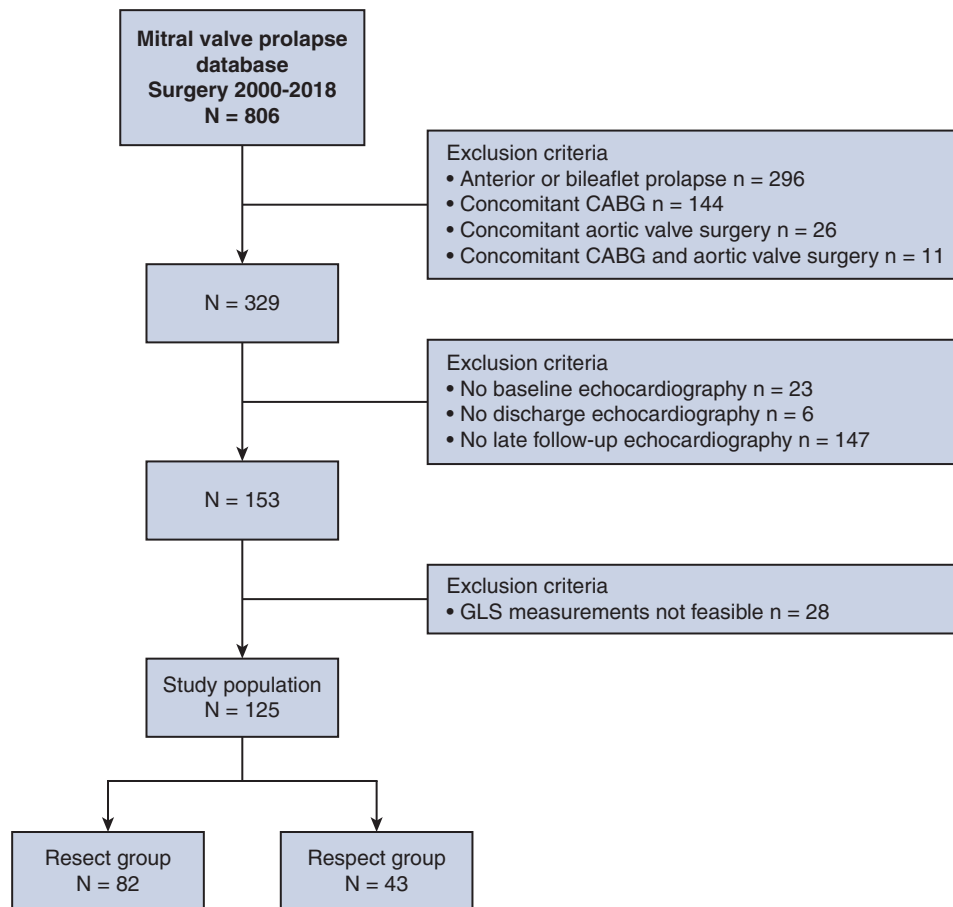 Mitral valve prolapse
database
Surgery 2000-2018
N = 806
Exclusion criteria
• Anterior or bileaflet prolapse n = 296
• Concomitant CABG n = 144
• Concomitant aortic valve surgery n = 26
• Concomitant CABG and aortic valve surgery n = 11
N = 329
Exclusion criteria
• No baseline echocardiography n = 23
• No discharge echocardiography n = 6
• No late follow-up echocardiography n = 147
N = 153
Exclusion criteria
• GLS measurements not feasible n = 28
Study population
N = 125
Resect group
N = 82
Respect group
N = 43